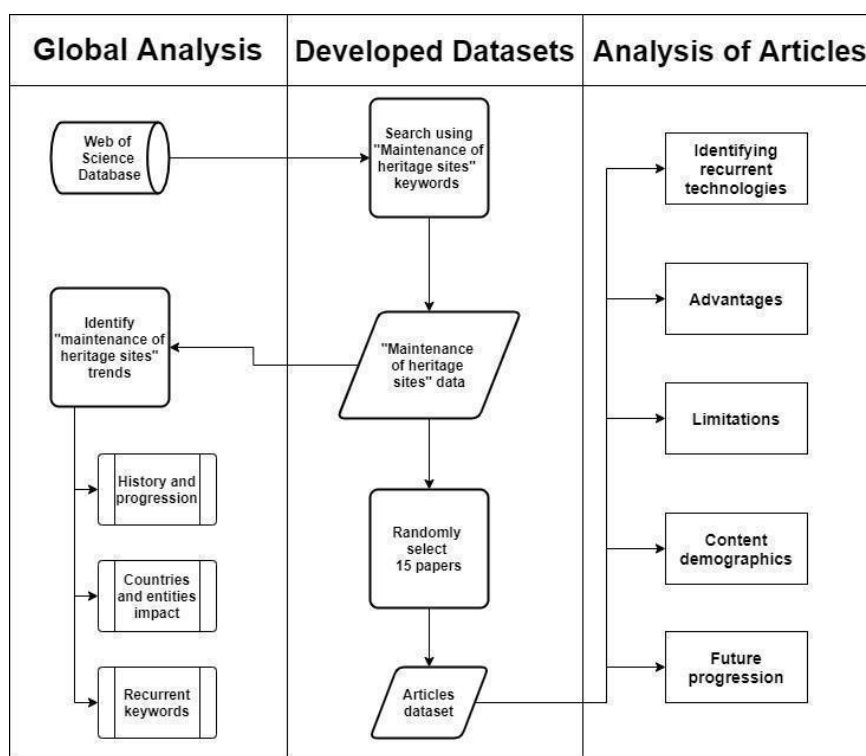 Global Analysis
Developed Datasets
Analysis of Articles
Web of
Science
Database
Search using
"Maintenance of
heritage sites"
keywords
Identifying
recurrent
technologies
Identify
"maintenance of
heritage sites"
trends
"Maintenance
of heritage
sites" data
Advantages
Limitations
History and
progression
Randomly
select
15 papers
Content
demographics
Countries
and entities
impact
Recurrent
keywords
Articles
dataset
Future
progression